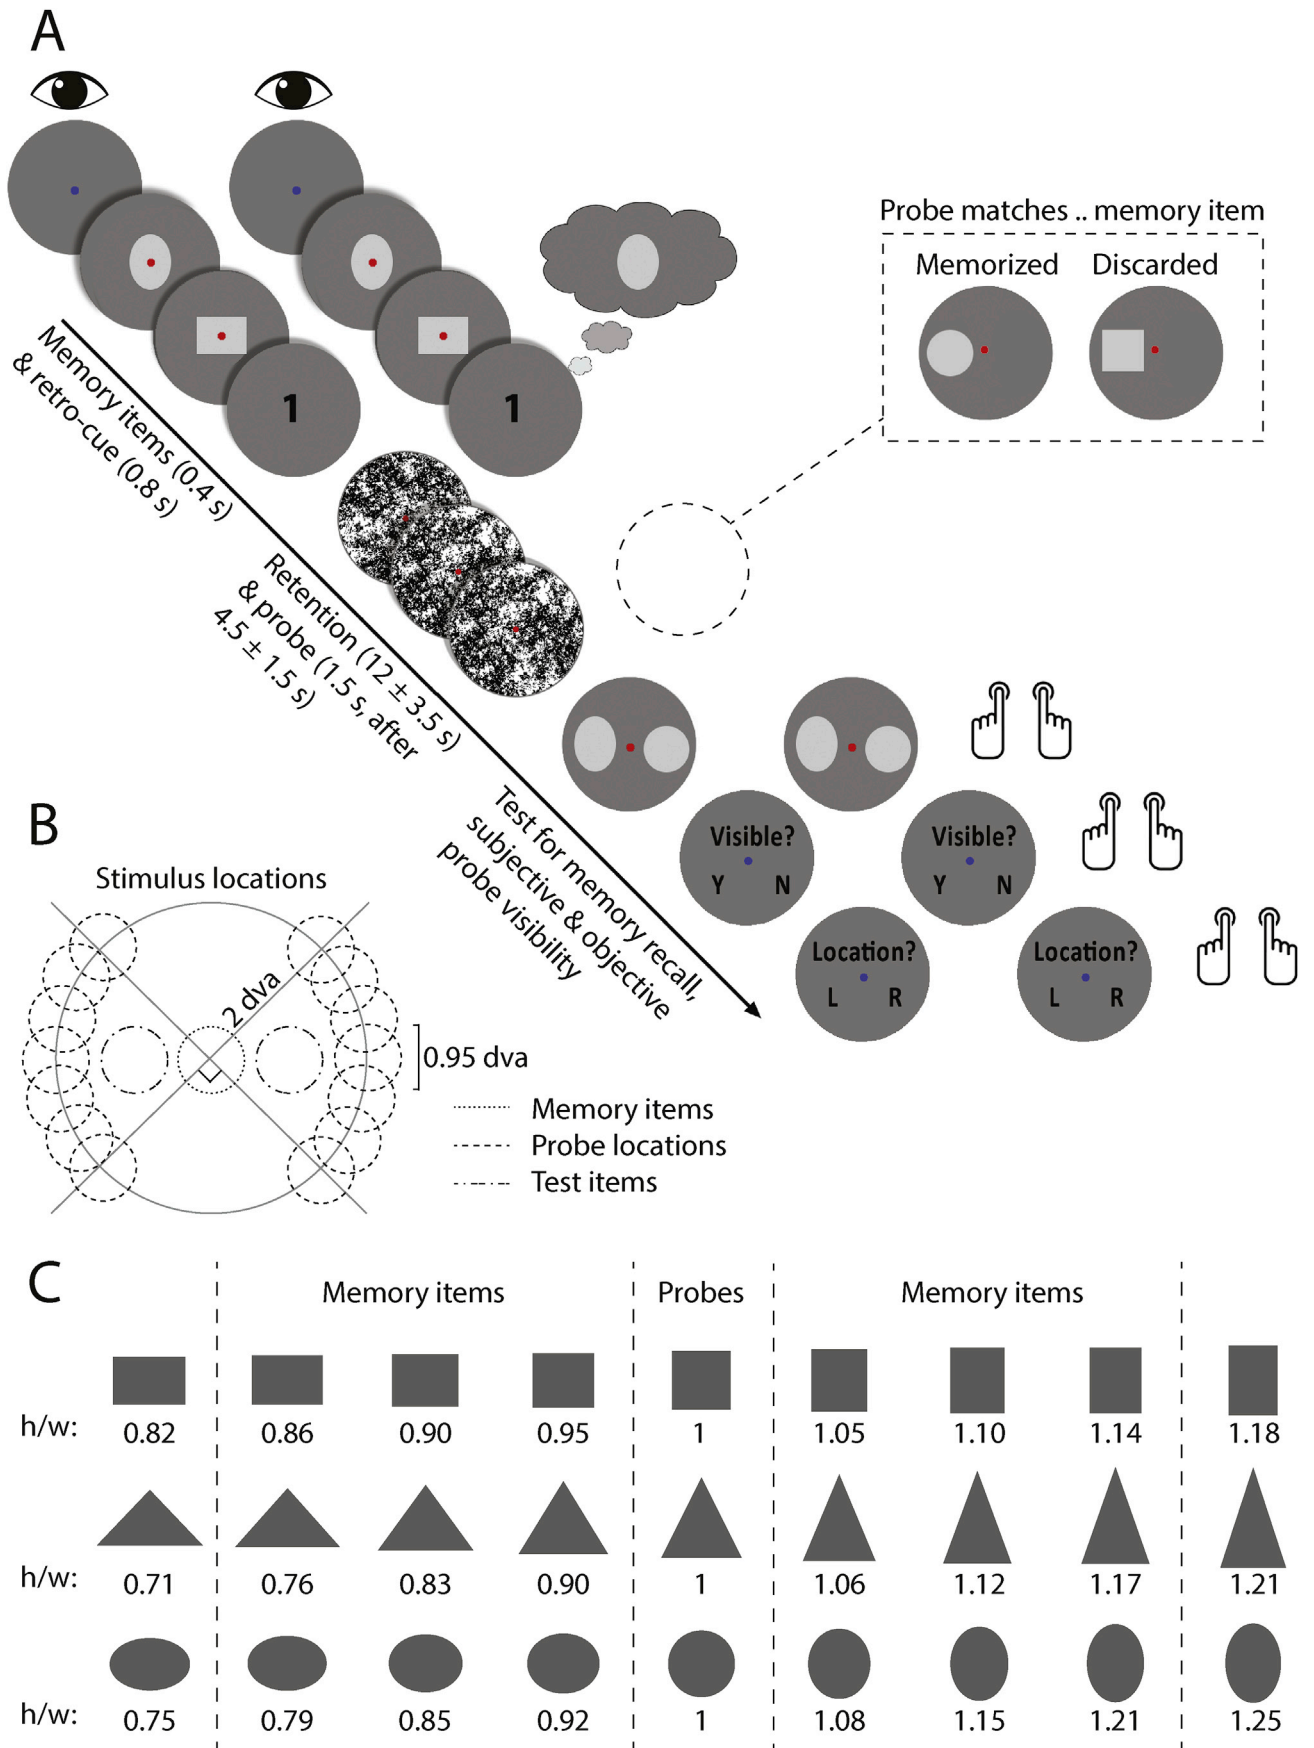 A
Probe matches .. memory item
Memorized Discarded
1 1
Memory items (0.4 s)
& retro-cue (0.8 s)
Retention (12 ± 3.5 s)
& probe (1.5 s, after
4.5 ± 1.5 s)
Test for memory recall,
subjective & objective
probe visibility
Visible? Visible?
Y N Y N
Location? Location?
L R L R
B
Stimulus locations
2 dva
0.95 dva
Memory items
Probe locations
Test items
C
Memory items Probes Memory items
h/w: 0.82 0.86 0.90 0.95 1 1.05 1.10 1.14 1.18
h/w: 0.71 0.76 0.83 0.90 1 1.06 1.12 1.17 1.21
h/w: 0.75 0.79 0.85 0.92 1 1.08 1.15 1.21 1.25